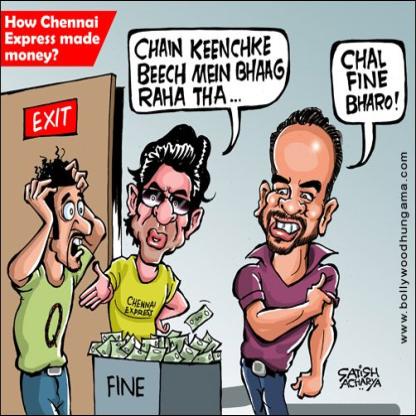 How Chennai
Express made
money?
CHAIN KEENCHKE
BEECH MEIN BHAAG
RAHA THA...
CHAL
FINE
BHARO!
EXIT
Q
CHENNAI
EXPRESS
FINE
www.bollywoodhungama.com
SATISH
ACHARYA